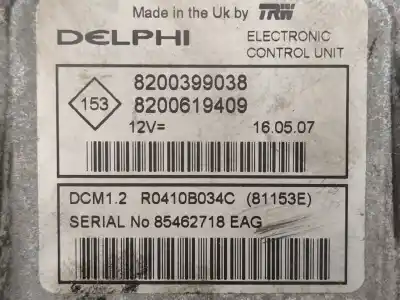 Made in the Uk by TRW
DELPHI
ELECTRONIC
CONTROL UNIT
153
8200399038
8200619409
12V=
16.05.07
DCM1.2 R0410B034C (81153E)
SERIAL No 85462718 EAG